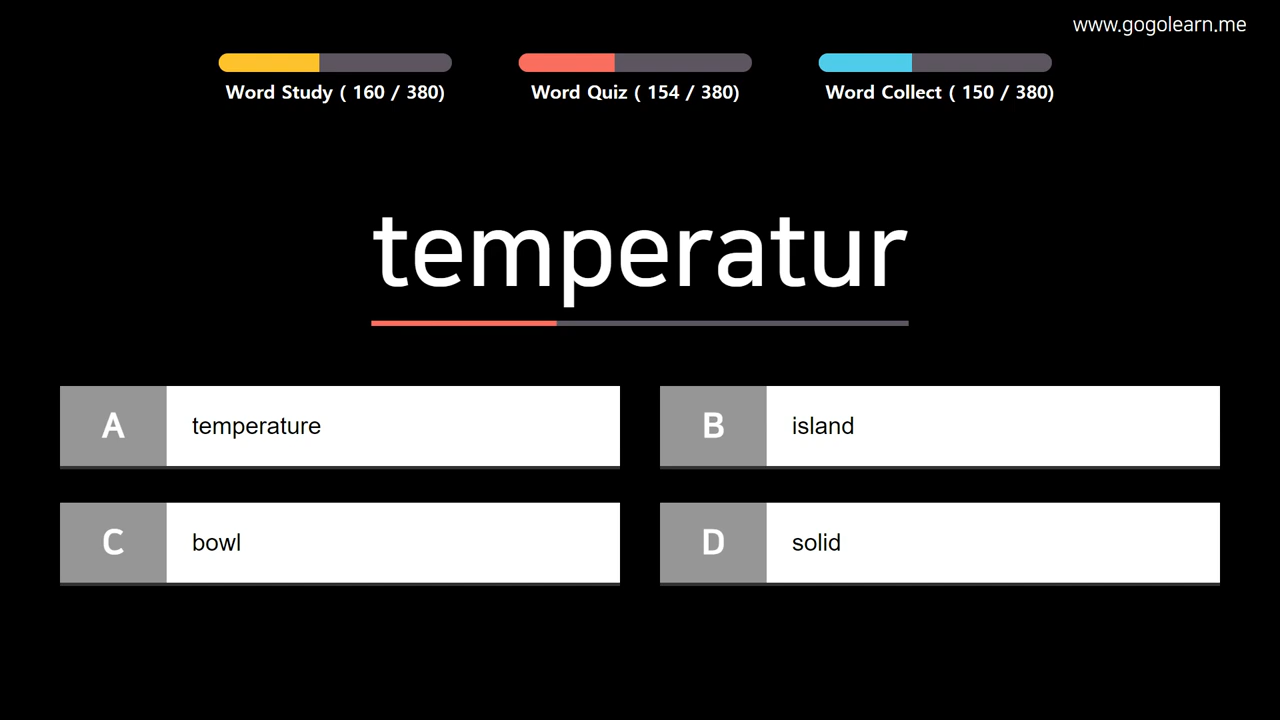 www.gogolearn.me
Word Study ( 160 / 380)
Word Quiz ( 154 / 380)
Word Collect ( 150 / 380)
temperatur
A temperature
B island
C bowl
D solid